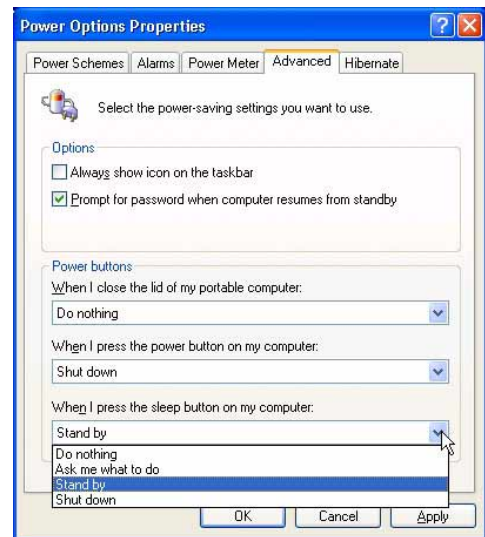 Power Options Properties
Power Schemes Alarms Power Meter Advanced Hibernate
Select the power-saving settings you want to use.
Options
Always show icon on the taskbar
Prompt for password when computer resumes from standby
Power buttons
When I close the lid of my portable computer:
Do nothing
When I press the power button on my computer:
Shut down
When I press the sleep button on my computer:
Stand by
Do nothing
Ask me what to do
Stand by
Shut down
OK Cancel Apply